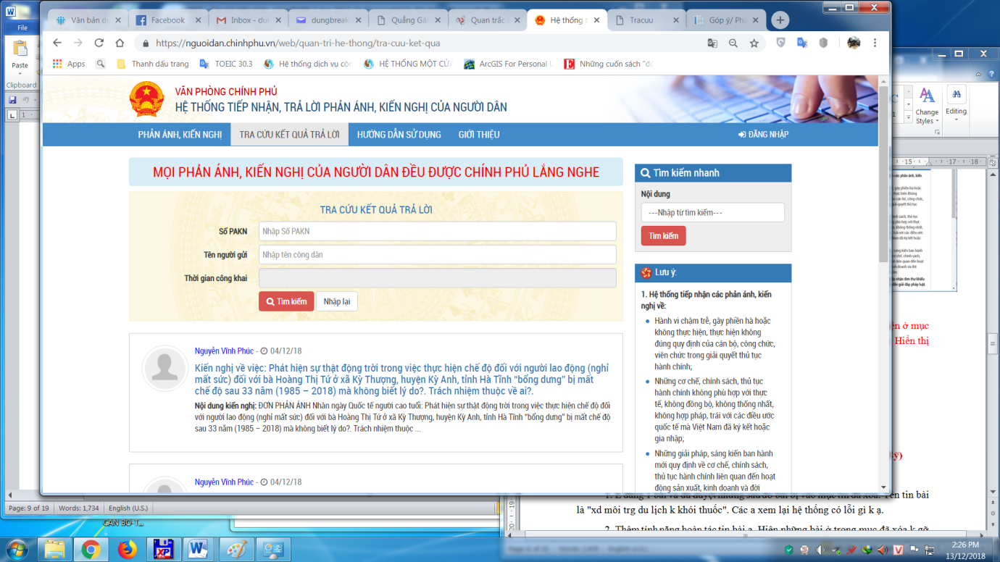 Văn bản d
Facebook
Inbox - du
dungbreak
Quảng Gá
Quan trắc
Hệ thống t
Tracuu
Góp ý/ Ph
File
https://nguoidan.chinhphu.vn/web/quan-tri-he-thong/tra-cuu-ket-qua
Paste
Apps
Thanh dấu trang
TOEIC 30.3
Hệ thống dịch vụ côn
HỆ THỐNG MỘT CỬA
ArcGIS For Personal U
Những cuốn sách "đ
Clipboard
VĂN PHÒNG CHÍNH PHỦ
HỆ THỐNG TIẾP NHẬN, TRẢ LỜI PHẢN ÁNH, KIẾN NGHỊ CỦA NGƯỜI DÂN
Change Styles
Editing
PHẢN ÁNH, KIẾN NGHỊ
TRA CỨU KẾT QUẢ TRẢ LỜI
HƯỚNG DẪN SỬ DỤNG
GIỚI THIỆU
ĐĂNG NHẬP
MỌI PHẢN ÁNH, KIẾN NGHỊ CỦA NGƯỜI DÂN ĐỀU ĐƯỢC CHÍNH PHỦ LẮNG NGHE
TRA CỨU KẾT QUẢ TRẢ LỜI
Số PAKN
Nhập Số PAKN
Tên người gửi
Nhập tên công dân
Thời gian công khai
Tìm kiếm
Nhập lại
Nguyễn Vĩnh Phúc - 04/12/18
Kiến nghị về việc: Phát hiện sự thật động trời trong việc thực hiện chế độ đối với người lao động (nghỉ
mất sức) đối với bà Hoàng Thị Tứ ở xã Kỳ Thượng, huyện Kỳ Anh, tỉnh Hà Tĩnh “bổng dưng” bị mất
chế độ sau 33 năm (1985 – 2018) mà không biết lý do?. Trách nhiệm thuộc về ai?.
Nội dung kiến nghị: ĐƠN PHẢN ÁNH Nhân ngày Quốc tế người cao tuổi: Phát hiện sự thật động trời trong việc thực hiện chế độ đối
với người lao động (nghỉ mất sức) đối với bà Hoàng Thị Tứ ở xã Kỳ Thượng, huyện Kỳ Anh, tỉnh Hà Tĩnh “bổng dưng” bị mất chế độ
sau 33 năm (1985 – 2018) mà không biết lý do?. Trách nhiệm thuộc ...
Nguyễn Vĩnh Phúc - 04/12/18
Tìm kiếm nhanh
Nội dung
---Nhập từ tìm kiếm---
Tìm kiếm
Lưu ý:
1. Hệ thống tiếp nhận các phản ánh, kiến
nghị về:
Hành vi chậm trễ, gây phiền hà hoặc
không thực hiện, thực hiện không
đúng quy định của cán bộ, công chức,
viên chức trong giải quyết thủ tục
hành chính;
Những cơ chế, chính sách, thủ tục
hành chính không phù hợp với thực
tế, không đồng bộ, không thống nhất,
không hợp pháp, trái với các điều ước
quốc tế mà Việt Nam đã ký kết hoặc
gia nhập;
Những giải pháp, sáng kiến ban hành
mới quy định về cơ chế, chính sách,
thủ tục hành chính liên quan đến hoạt
động sản xuất, kinh doanh và đời
ở mục
Hiển thị
là "xd môi trg du lịch k khói thuốc". Các a xem lại hệ thống có lỗi gì k ạ.
2. Thêm tính năng hoàn tác tin bài ạ. Hiện những bài ở trong mục đã xóa k gỡ
Page: 9 of 19
Words: 1,734
English (U.S.)
CAN BO-T...
2:26 PM
13/12/2018